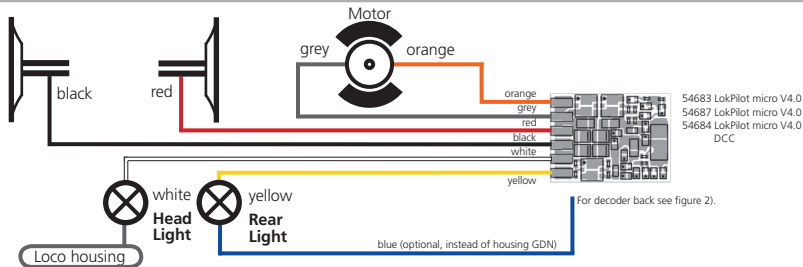 Motor
grey
orange
black
red
orange
grey
red
black
white
yellow
54683 LokPilot micro V4.0
54687 LokPilot micro V4.0
54684 LokPilot micro V4.0
DCC
For decoder back see figure 2).
white
Head
Light
yellow
Rear
Light
blue (optional, instead of housing GDN)
Loco housing